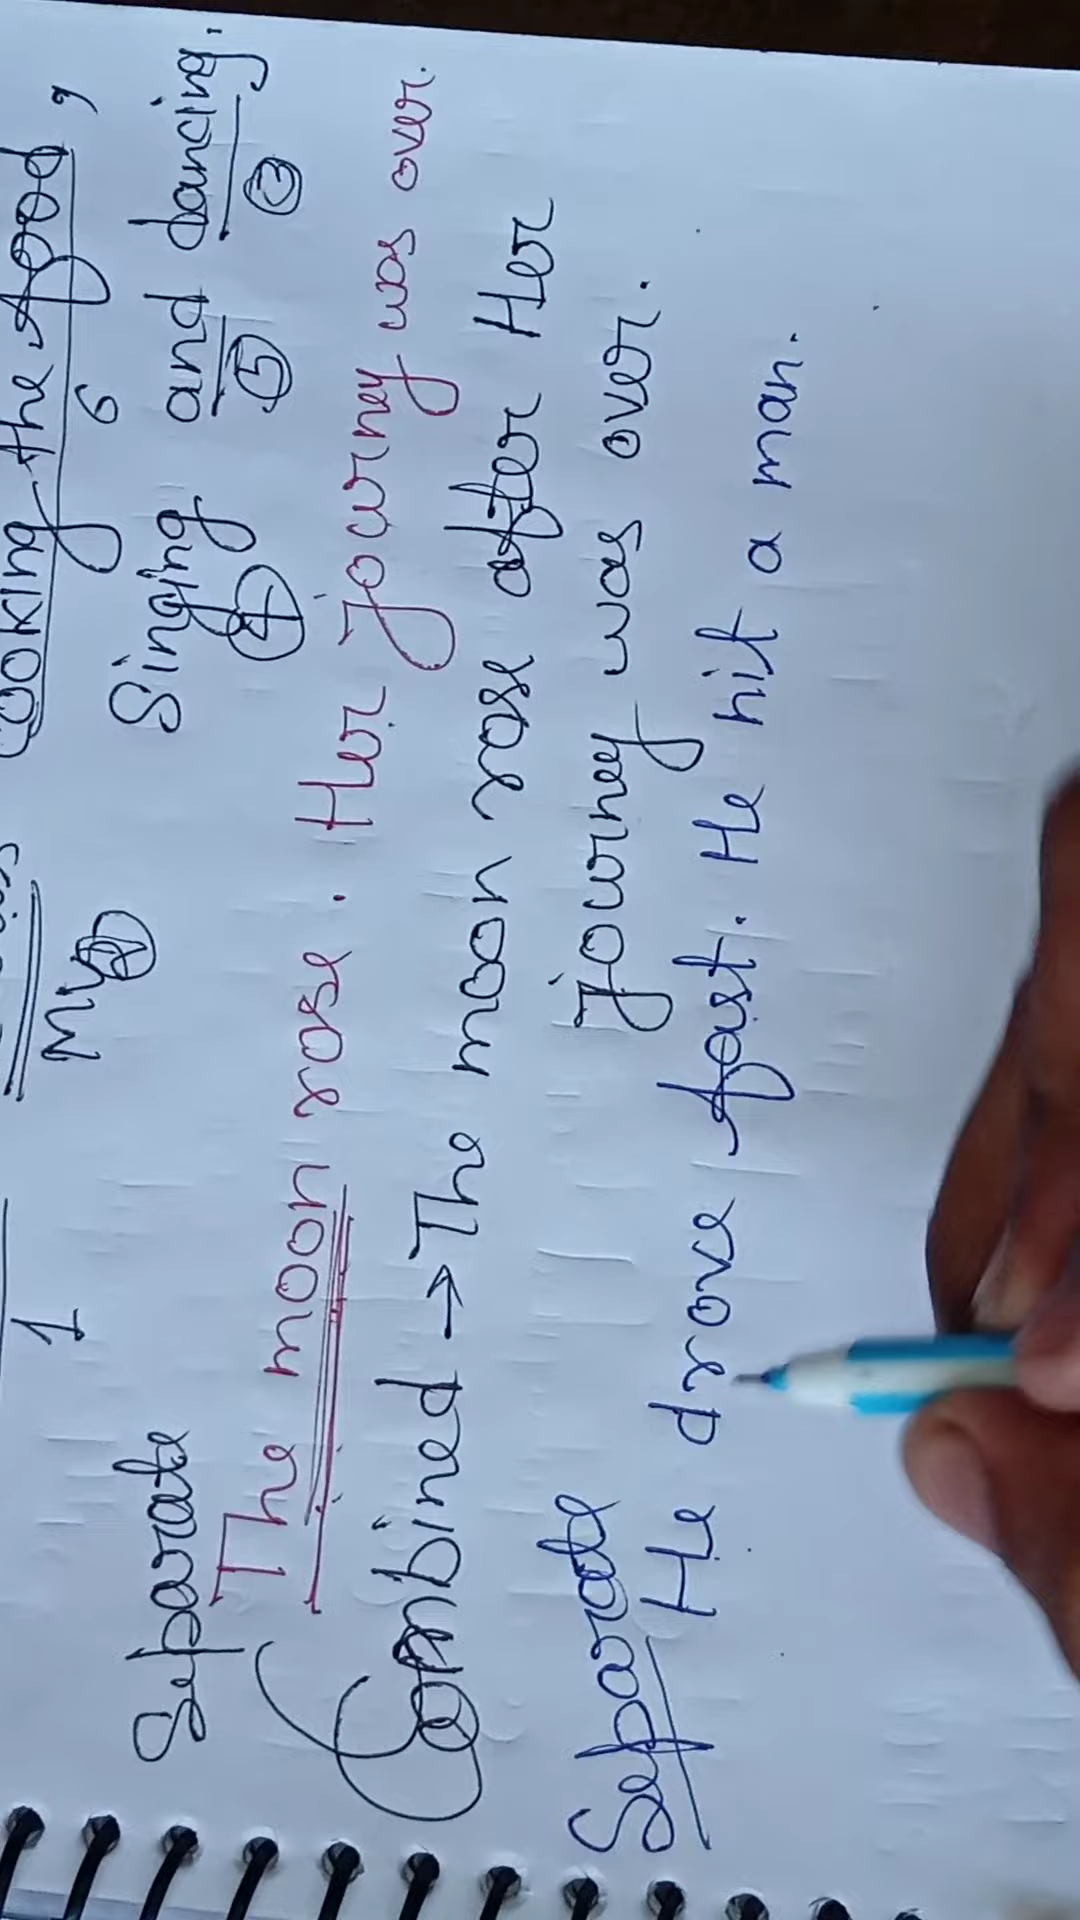 ooking the food,
6
Singing and dancing.
4 5 3
My
1
Separate
The moon rose. Her journey was over.
Combined → The moon rose after Her
journey was over.
Separate
He drove fast. He hit a man.